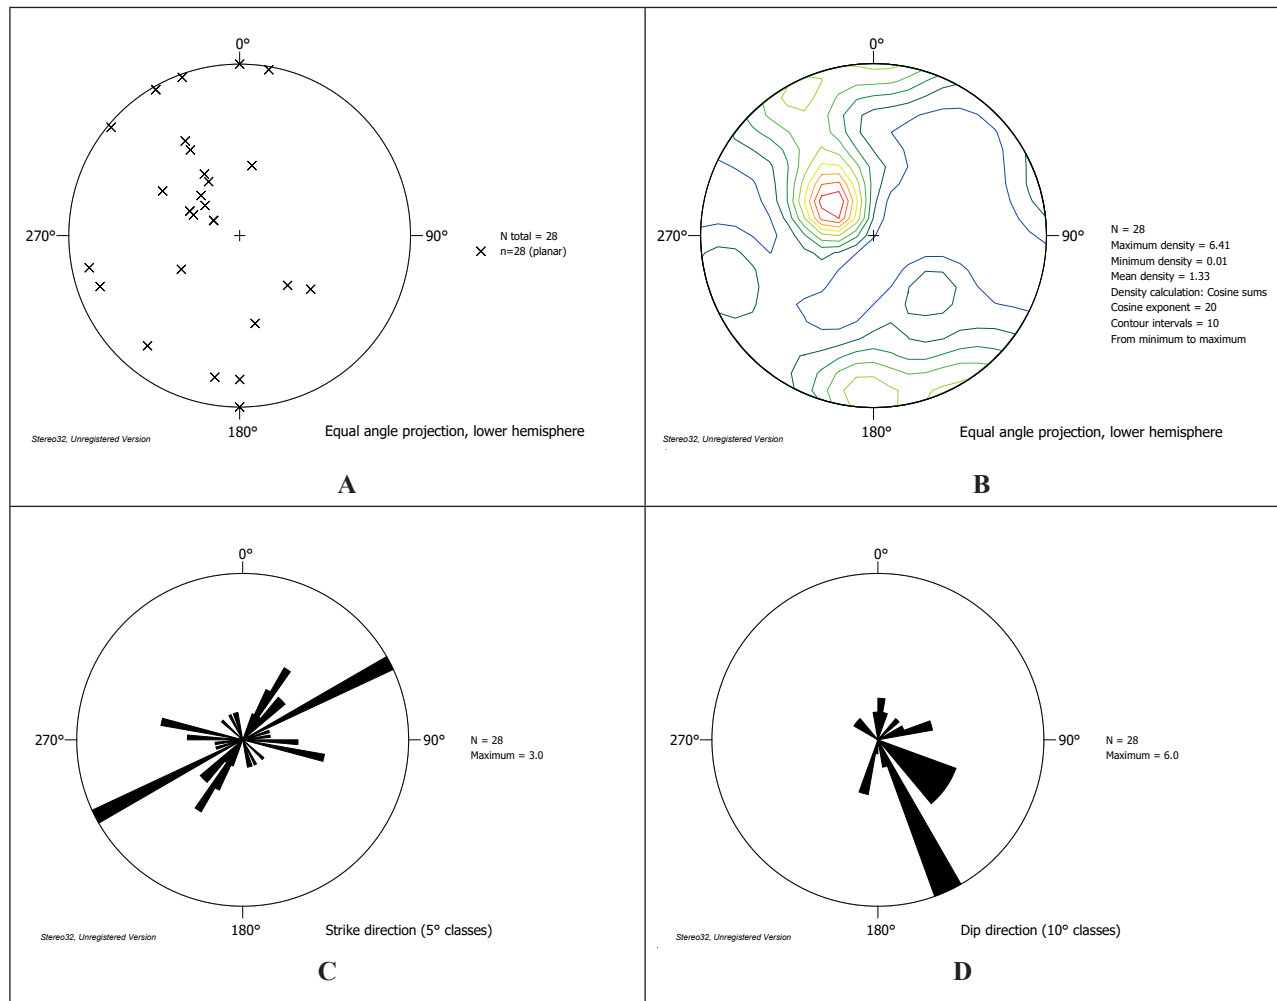 0°
270°
90°
180°
N total = 28
n=28 (planar)
Equal angle projection, lower hemisphere
Stereo32, Unregistered Version
A
0°
270°
90°
180°
N = 28
Maximum density = 6.41
Minimum density = 0.01
Mean density = 1.33
Density calculation: Cosine sums
Cosine exponent = 20
Contour intervals = 10
From minimum to maximum
Equal angle projection, lower hemisphere
Stereo32, Unregistered Version
B
0°
270°
90°
180°
N = 28
Maximum = 3.0
Strike direction (5° classes)
Stereo32, Unregistered Version
C
0°
270°
90°
180°
N = 28
Maximum = 6.0
Dip direction (10° classes)
Stereo32, Unregistered Version
D